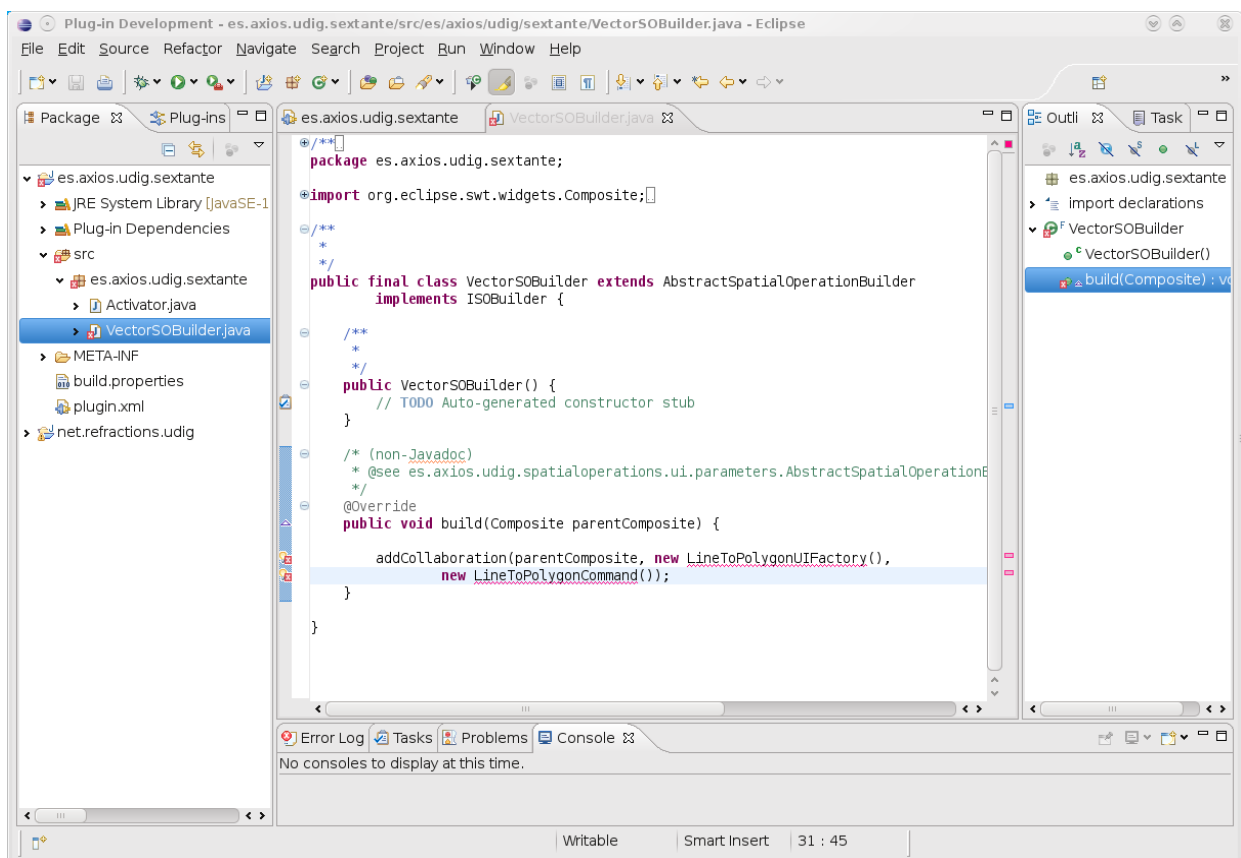 Plug-in Development - es.axios.udig.sextante/src/es/axios/udig/sextante/VectorSOBuilder.java - Eclipse
File Edit Source Refactor Navigate Search Project Run Window Help
Package
Plug-ins
es.axios.udig.sextante
JRE System Library [JavaSE-1
Plug-in Dependencies
src
es.axios.udig.sextante
Activator.java
VectorSOBuilder.java
META-INF
build.properties
plugin.xml
net.refractions.udig
es.axios.udig.sextante
VectorSOBuilder.java
/**
package es.axios.udig.sextante;
import org.eclipse.swt.widgets.Composite;
/**
*
*/
public final class VectorSOBuilder extends AbstractSpatialOperationBuilder
implements ISOBuilder {
/**
*
*/
public VectorSOBuilder() {
// TODO Auto-generated constructor stub
}
/* (non-Javadoc)
* @see es.axios.udig.spatialoperations.ui.parameters.AbstractSpatialOperationB
*/
@Override
public void build(Composite parentComposite) {
addCollaboration(parentComposite, new LineToPolygonUIFactory(),
new LineToPolygonCommand());
}
}
Outli
Task
es.axios.udig.sextante
import declarations
VectorSOBuilder
VectorSOBuilder()
build(Composite) : vo
Error Log
Tasks
Problems
Console
No consoles to display at this time.
Writable
Smart Insert
31 : 45